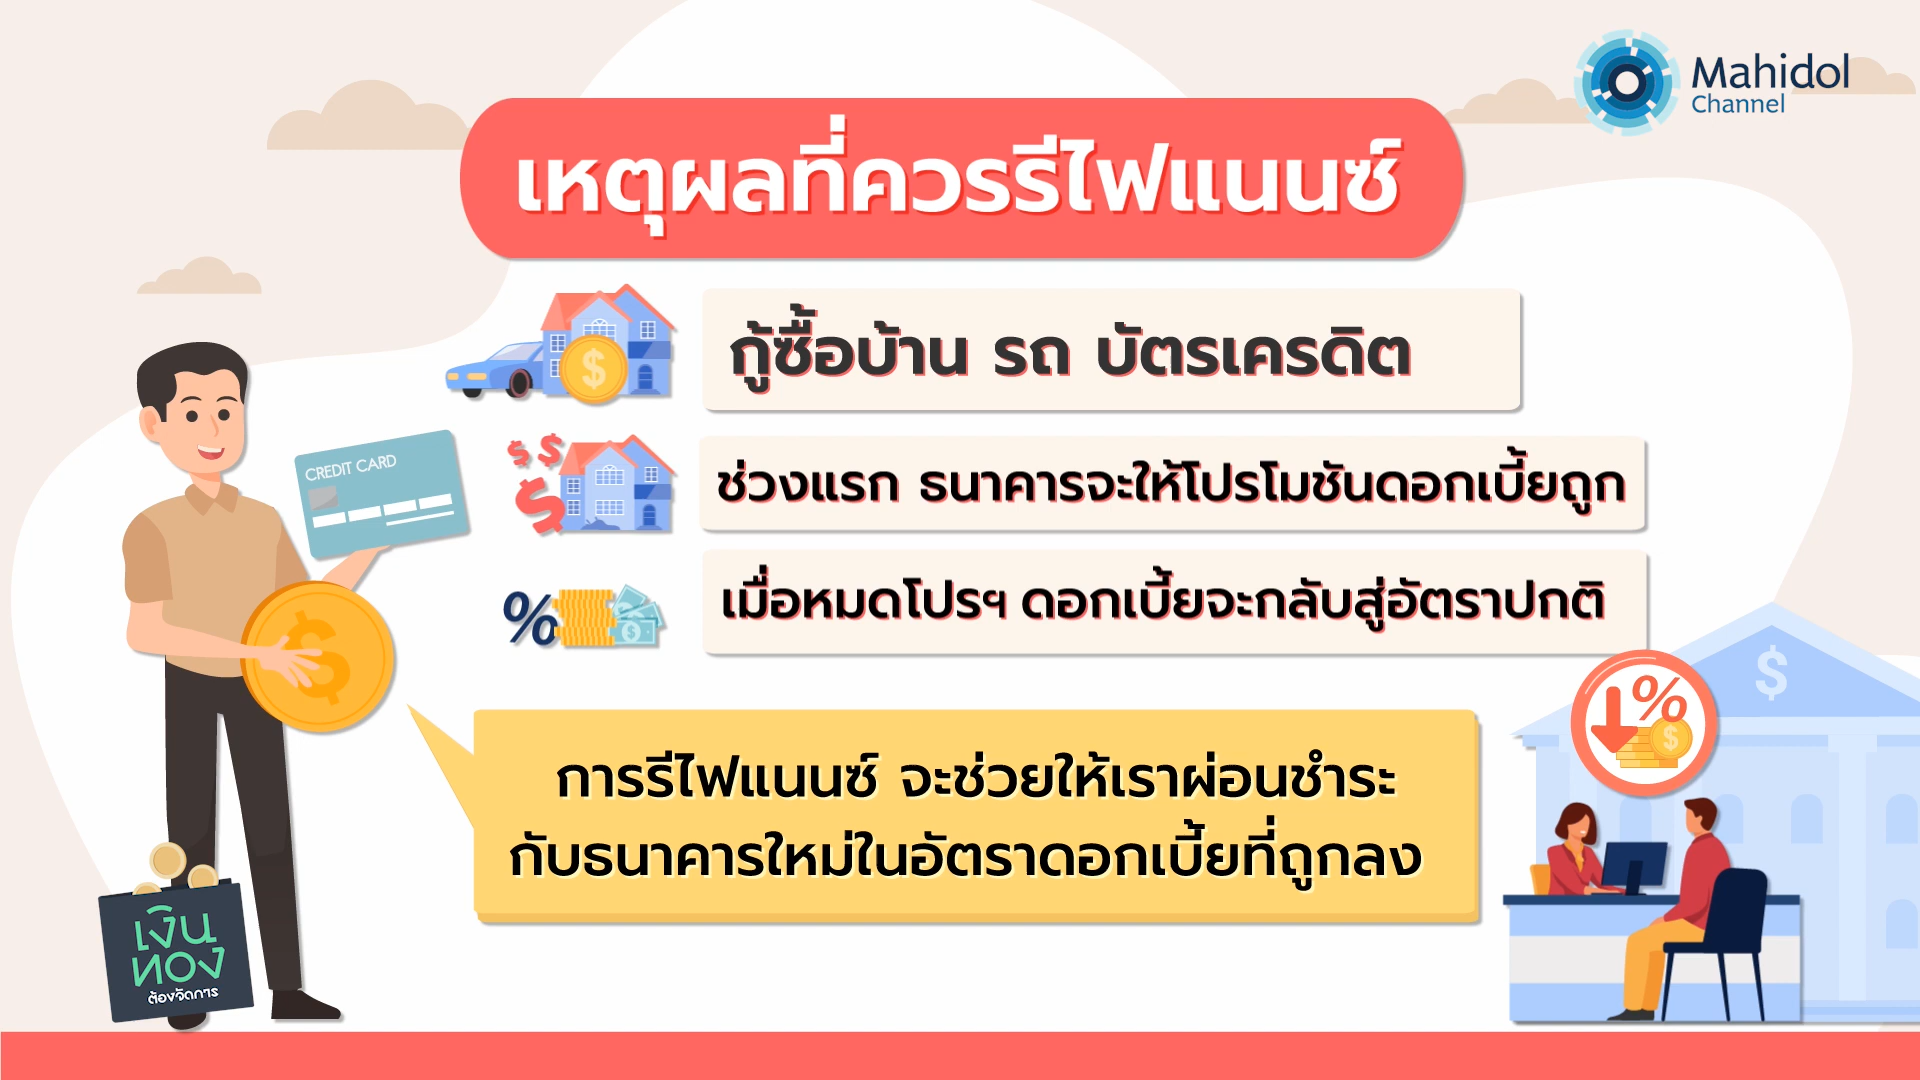 Mahidol
Channel
เหตุผลที่ควรรีไฟแนนซ์
กู้ซื้อบ้าน รถ บัตรเครดิต
ช่วงแรก ธนาคารจะให้โปรโมชันดอกเบี้ยถูก
เมื่อหมดโปรฯ ดอกเบี้ยจะกลับสู่อัตราปกติ
การรีไฟแนนซ์ จะช่วยให้เราผ่อนชำระ
กับธนาคารใหม่ในอัตราดอกเบี้ยที่ถูกลง
CREDIT CARD
เงิน
ทอง
ต้องจัดการ